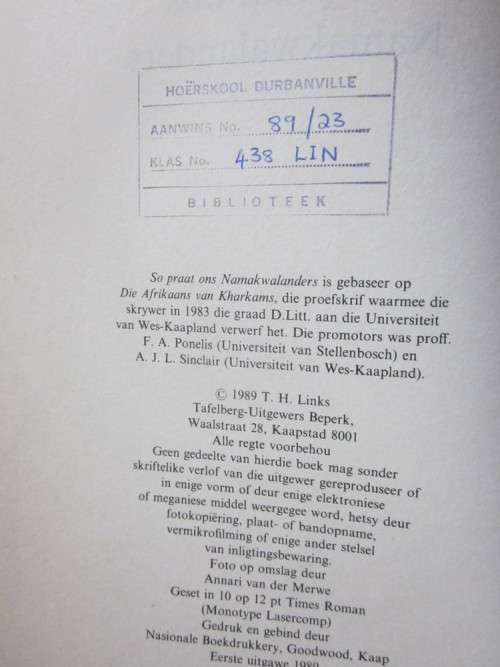 HOËRSKOOL DURBANVILLE
AANWINS No. 89/23
KLAS No. 438 LIN
BIBLIOTEEK
So praat ons Namakwalanders is gebaseer op
Die Afrikaans van Kharkams, die proefskrif waarmee die
skrywer in 1983 die graad D.Litt. aan die Universiteit
van Wes-Kaapland verwerf het. Die promotors was proff.
F. A. Ponelis (Universiteit van Stellenbosch) en
A. J. L. Sinclair (Universiteit van Wes-Kaapland).
© 1989 T. H. Links
Tafelberg-Uitgewers Beperk,
Waalstraat 28, Kaapstad 8001
Alle regte voorbehou
Geen gedeelte van hierdie boek mag sonder
skriftelike verlof van die uitgewer gereproduseer of
in enige vorm of deur enige elektroniese
of meganiese middel weergegee word, hetsy deur
fotokopiëring, plaat- of bandopname,
vermikrofilming of enige ander stelsel
van inligtingsbewaring.
Foto op omslag deur
Annari van der Merwe
Geset in 10 op 12 pt Times Roman
(Monotype Lasercomp)
Gedruk en gebind deur
Nasionale Boekdrukkery, Goodwood, Kaap
Eerste uitgawe 1989